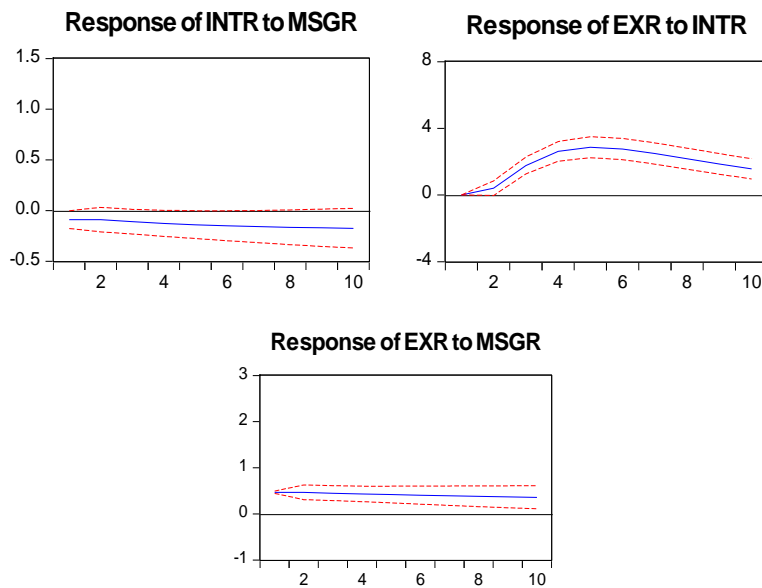 Response of INTR to MSGR
1.5
1.0
0.5
0.0
-0.5
2 4 6 8 10
Response of EXR to INTR
8
4
0
-4
2 4 6 8 10
Response of EXR to MSGR
3
2
1
0
-1
2 4 6 8 10